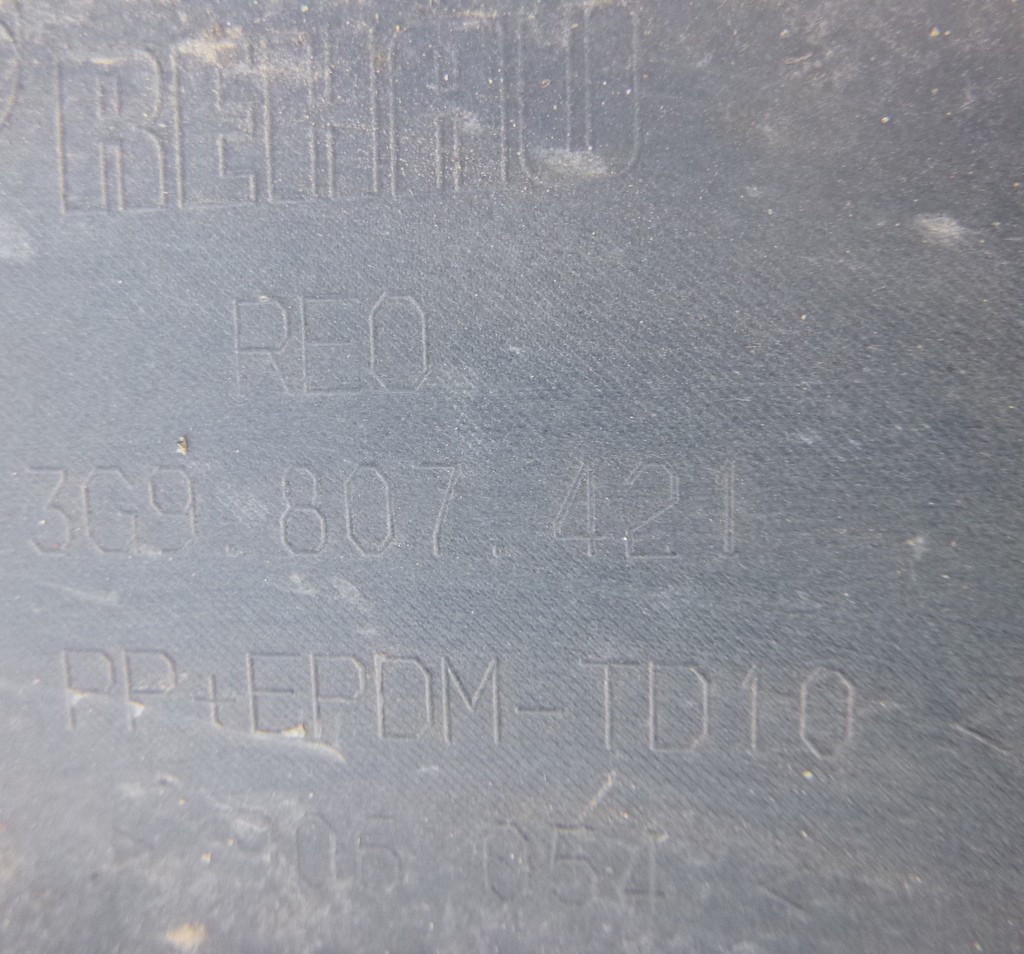 REHAU
REO
3G9.807.421
PP+EPDM-TD10